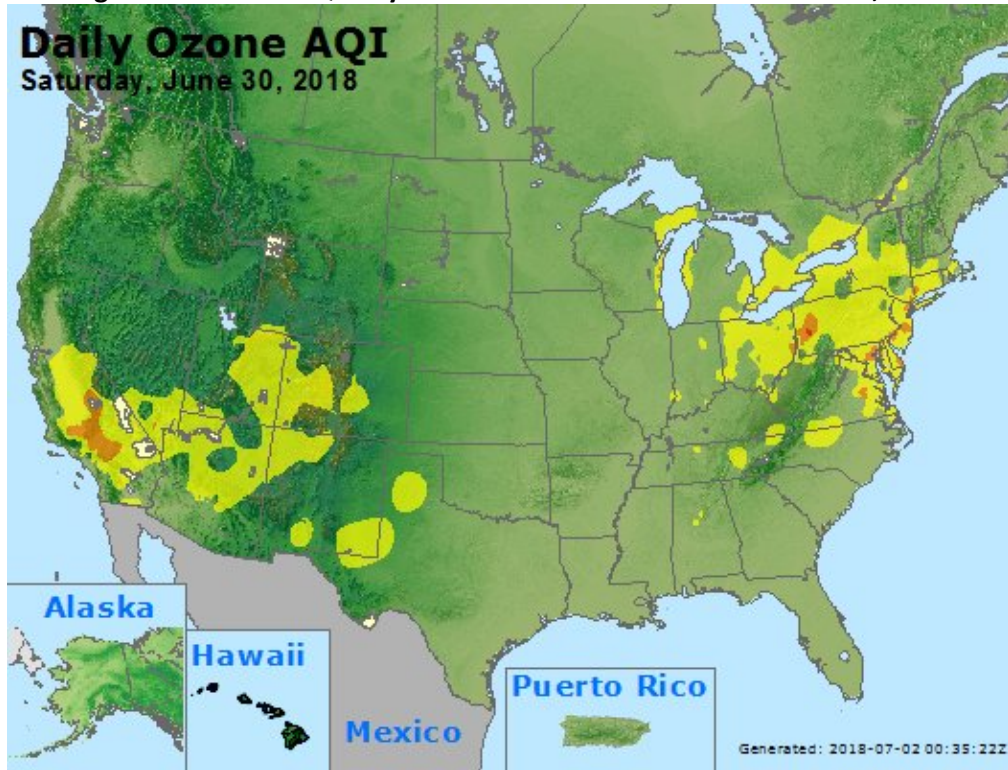 Daily Ozone AQI
Saturday, June 30, 2018
Alaska
Hawaii
Mexico
Puerto Rico
Generated: 2018-07-02 00:35:22Z